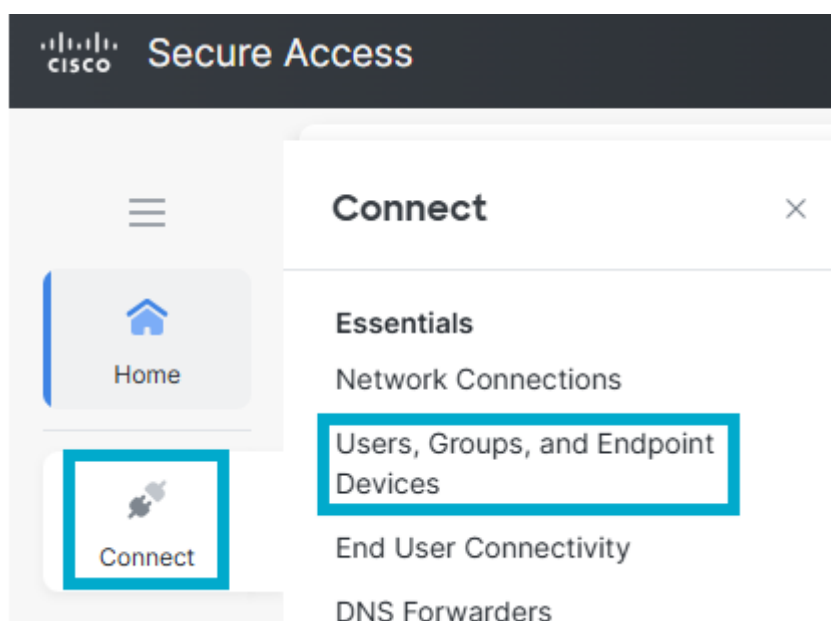 CISCO Secure Access
Connect
Home
Essentials
Network Connections
Users, Groups, and Endpoint
Devices
Connect
End User Connectivity
DNS Forwarders